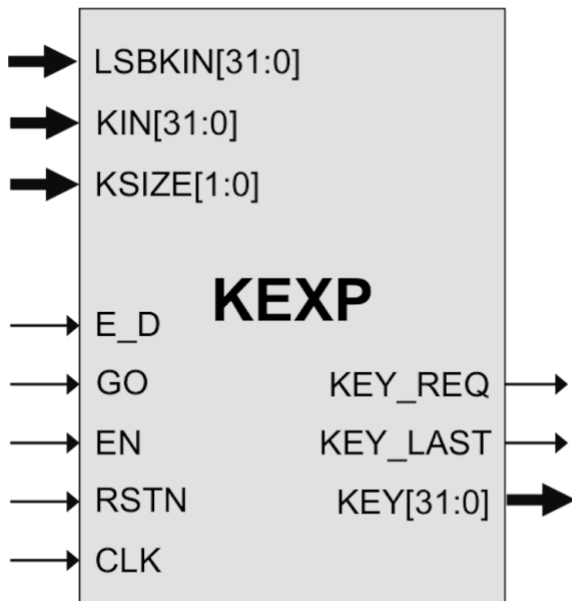 LSBKIN[31:0]
KIN[31:0]
KSIZE[1:0]
KEXP
E_D
GO
KEY_REQ
EN
KEY_LAST
RSTN
KEY[31:0]
CLK